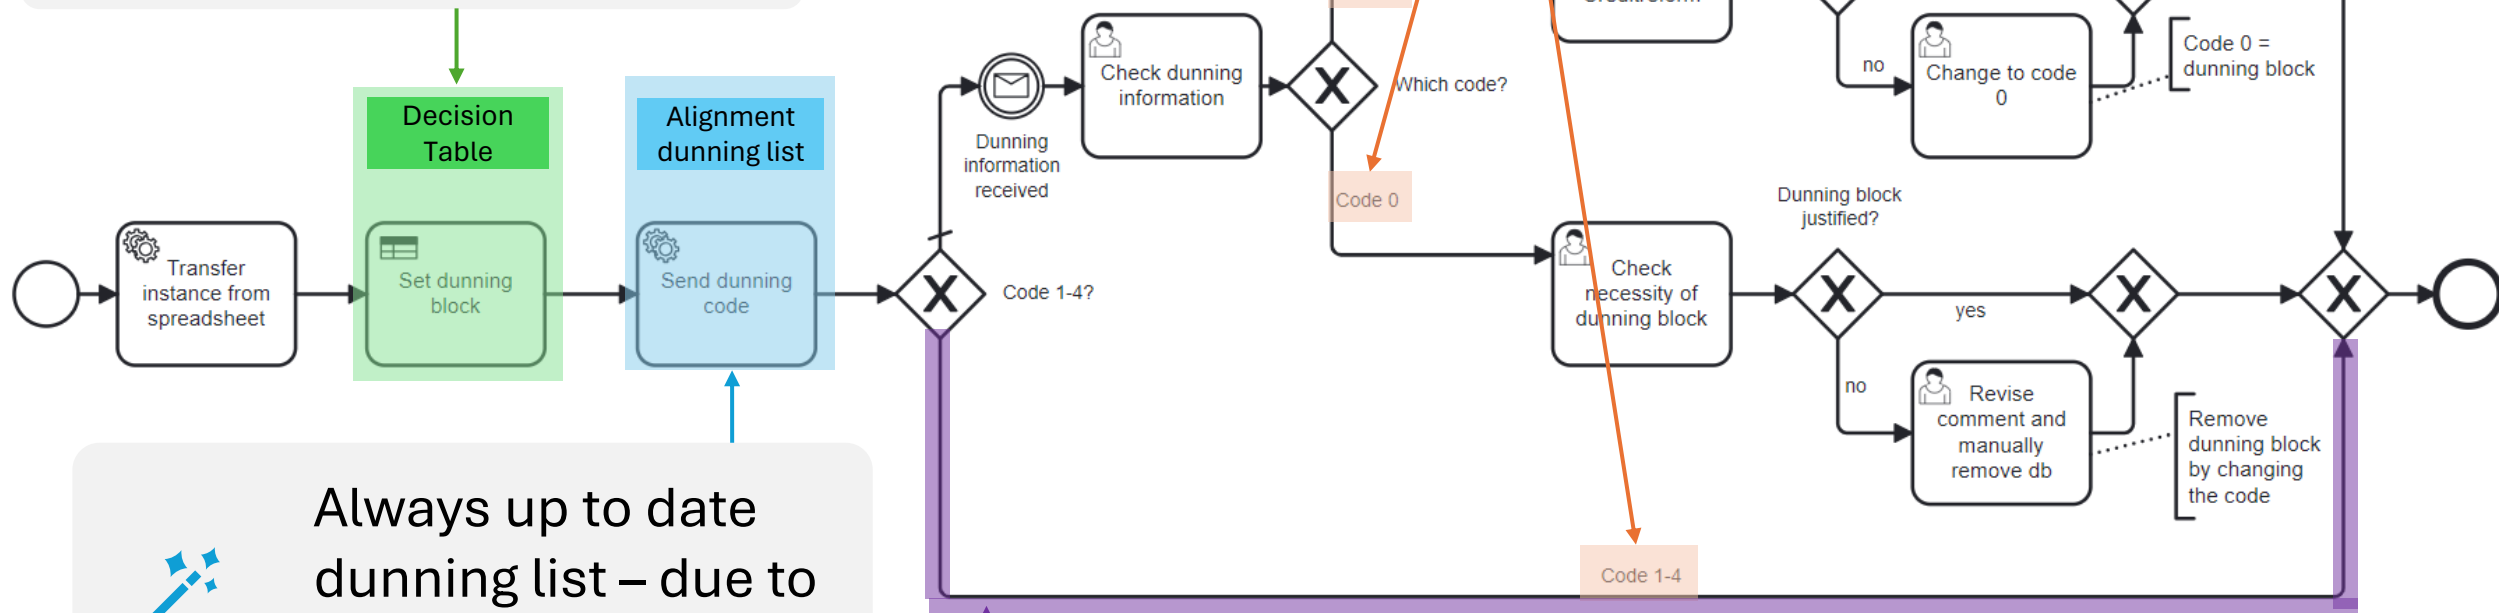 Decision
Table
Alignment
dunning list
Transfer
instance from
spreadsheet
Set dunning
block
Send dunning
code
Code 1-4?
Dunning
information
received
Check dunning
information
Which code?
Code 0
no
Change to code
0
Code 0 =
dunning block
Check
necessity of
dunning block
Dunning block
justified?
yes
no
Revise
comment and
manually
remove db
Remove
dunning block
by changing
the code
Code 1-4
Always up to date
dunning list – due to